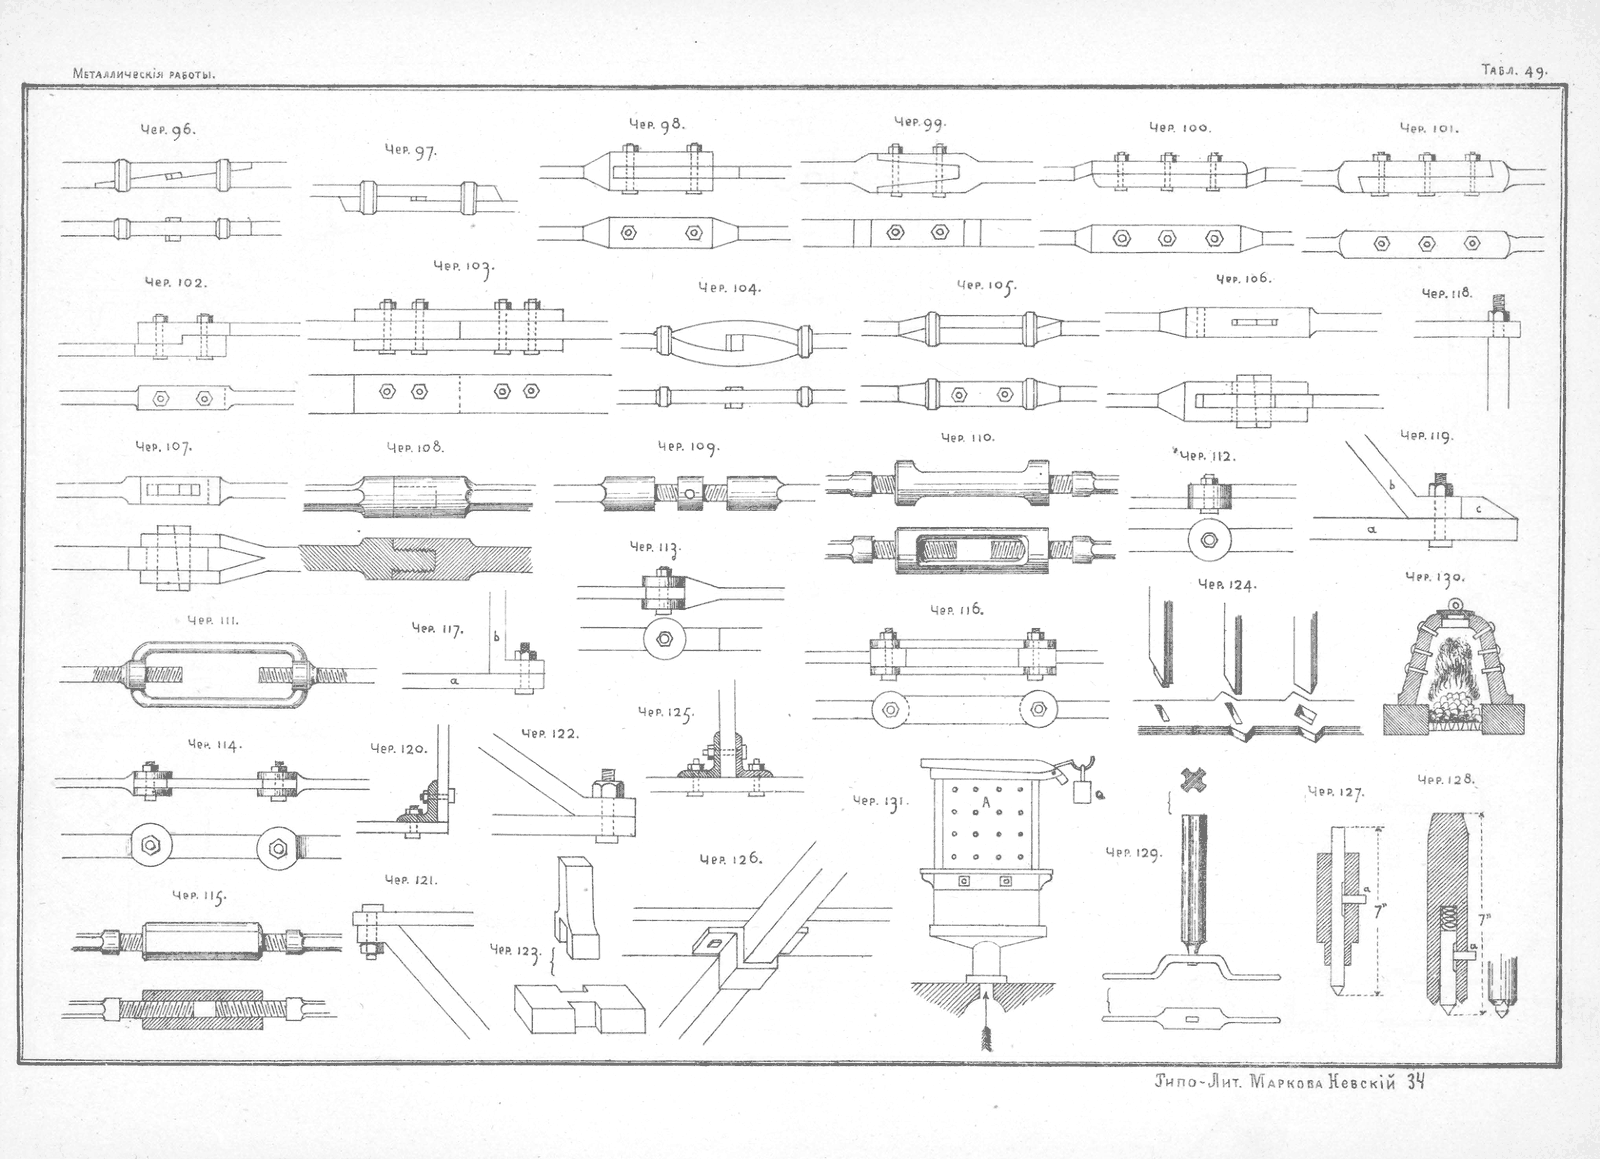 Металлическія работы.
Табл. 49.
Чер. 96.
Чер. 97.
Чер. 98.
Чер. 99.
Чер. 100.
Чер. 101.
Чер. 102.
Чер. 103.
Чер. 104.
Чер. 105.
Чер. 106.
Чер. 118.
Чер. 107.
Чер. 108.
Чер. 109.
Чер. 110.
Чер. 112.
Чер. 119.
b
c
a
Чер. 113.
Чер. 124.
Чер. 130.
Чер. 111.
Чер. 117.
b
a
Чер. 116.
Чер. 114.
Чер. 120.
Чер. 122.
Чер. 125.
Чер. 131.
A
Чер. 127.
a
7"
Чер. 128.
a
7"
Чер. 129.
Чер. 115.
Чер. 121.
Чер. 123.
Чер. 126.
Типо-Лит. Маркова Невскій 34